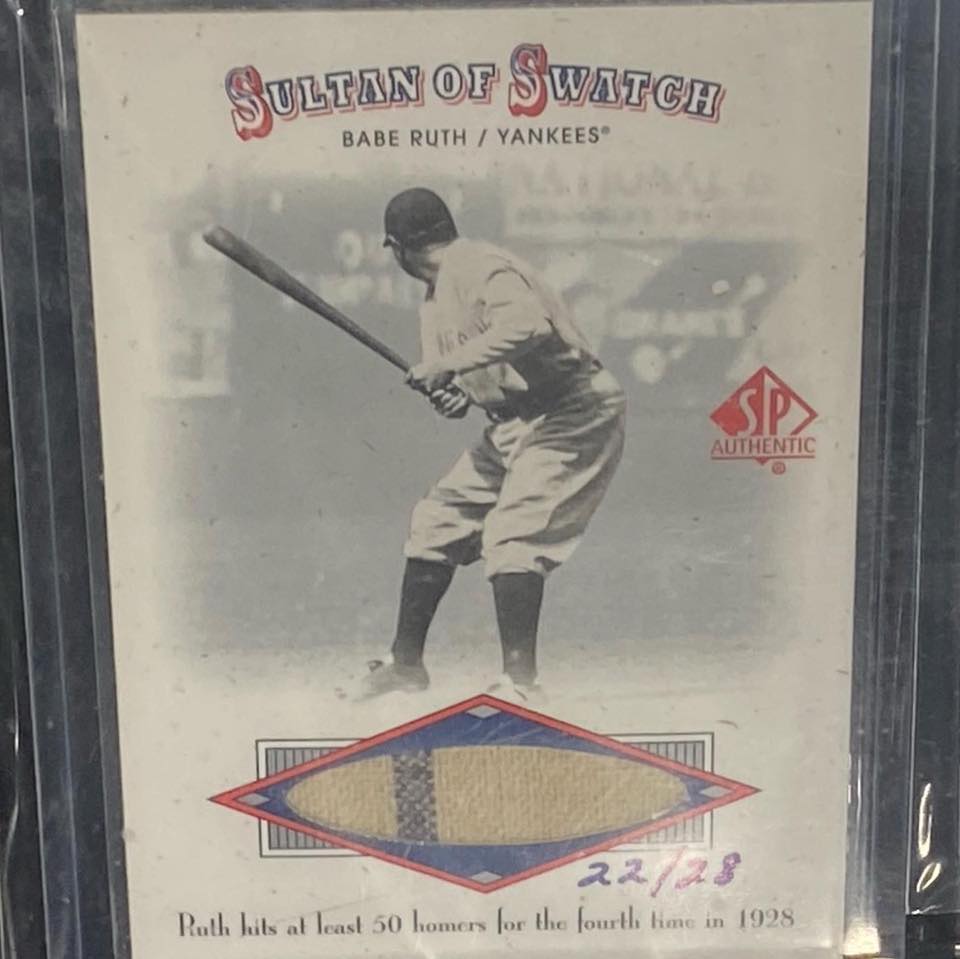 SULTAN OF SWATCH
BABE RUTH / YANKEES®
SP
AUTHENTIC
®
22/28
Ruth hits at least 50 homers for the fourth time in 1928